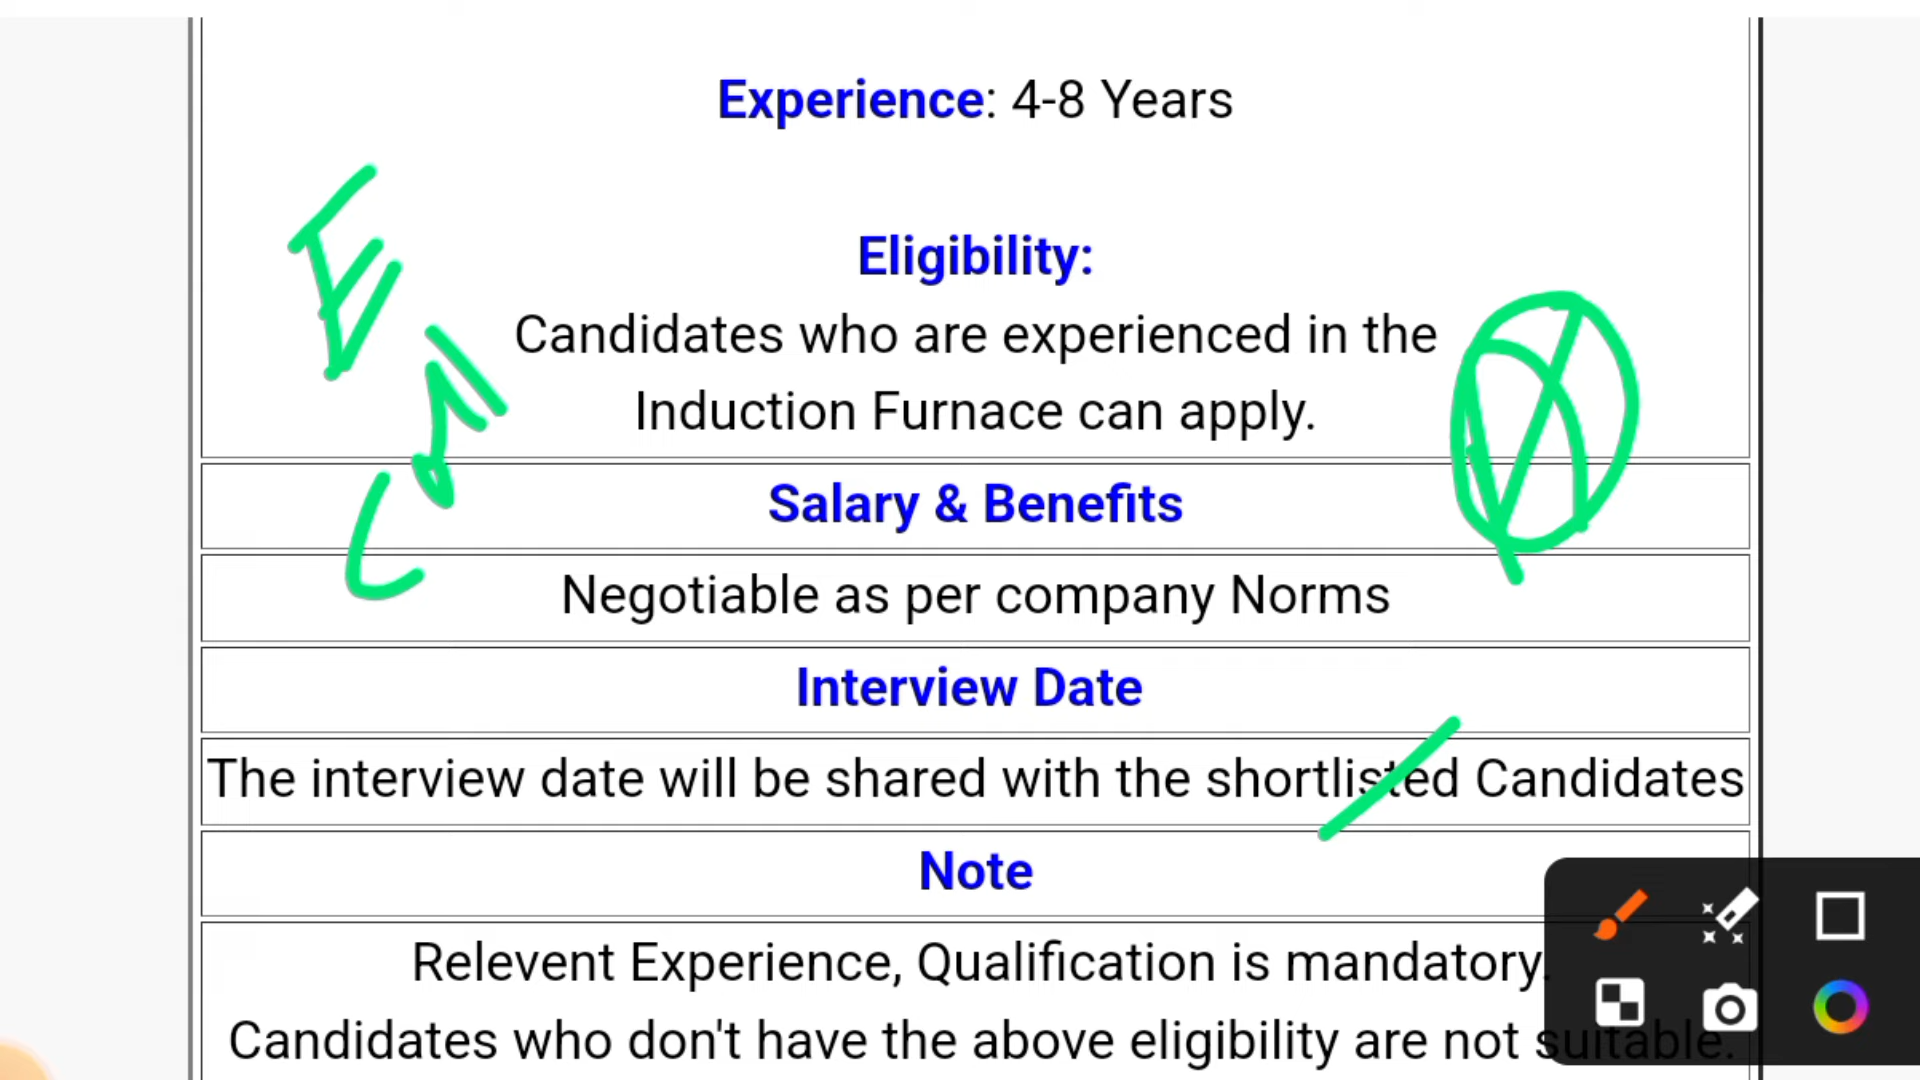 Experience: 4-8 Years
Eligibility:
Candidates who are experienced in the
Induction Furnace can apply.
Salary & Benefits
Negotiable as per company Norms
Interview Date
The interview date will be shared with the shortlisted Candidates
Note
Relevent Experience, Qualification is mandatory.
Candidates who don't have the above eligibility are not suitable.